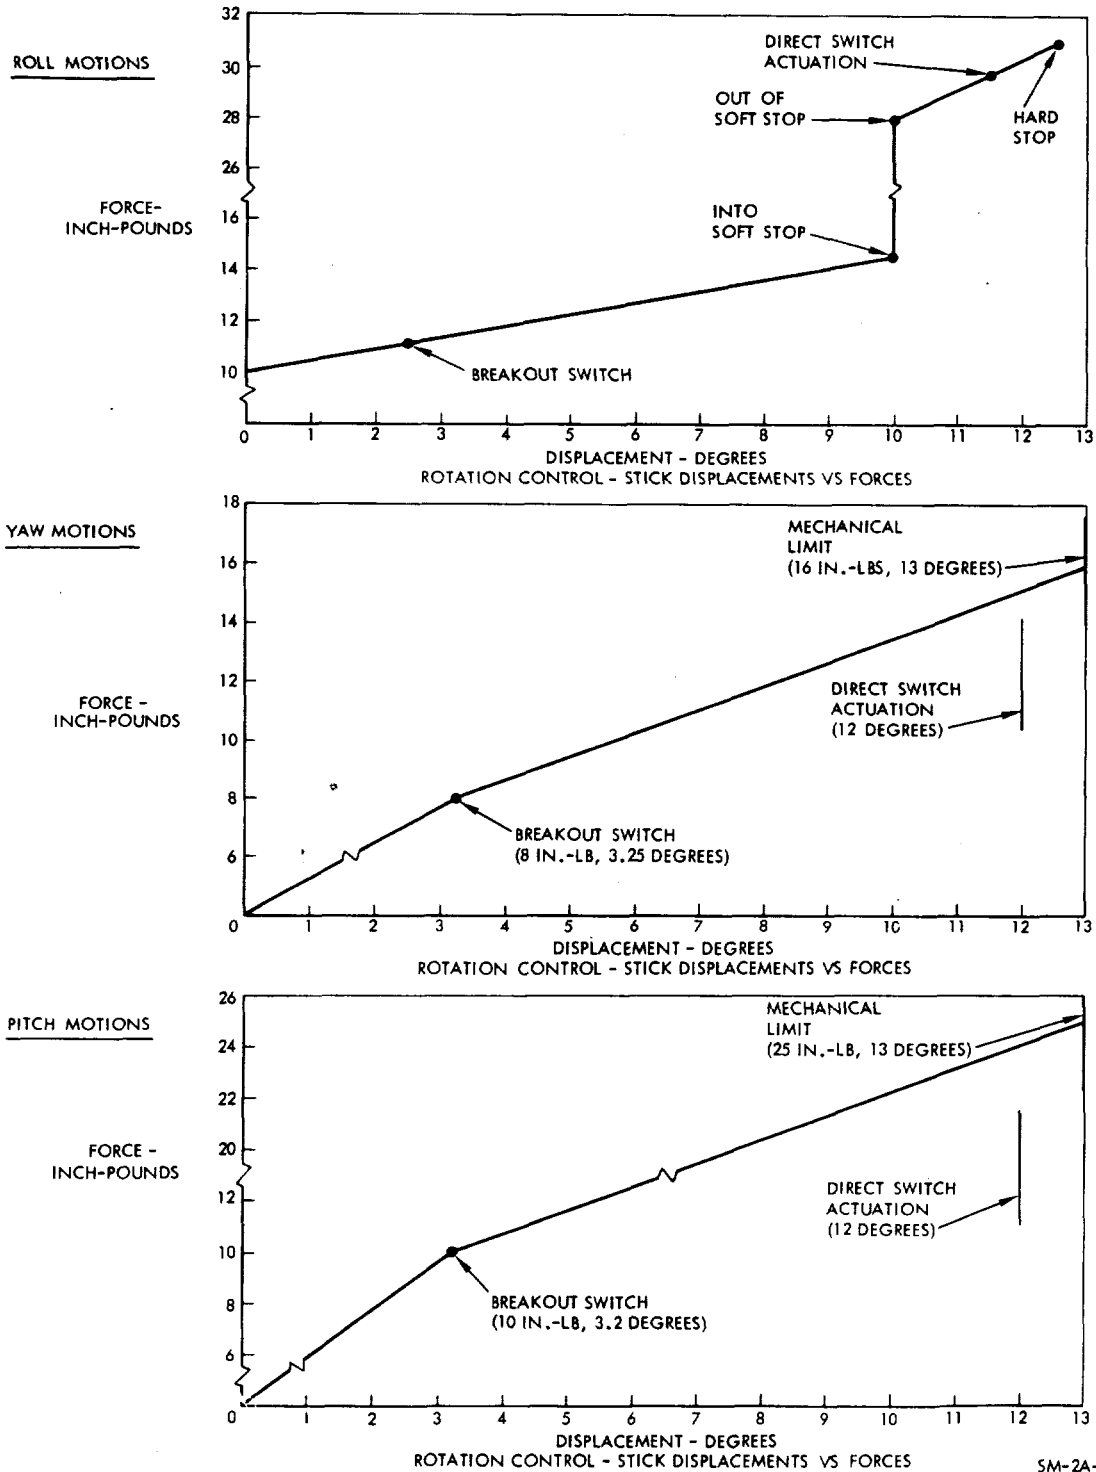 32
ROLL MOTIONS
30
28
26
16
14
12
10
FORCE-
INCH-POUNDS
DIRECT SWITCH
ACTUATION
OUT OF
SOFT STOP
HARD
STOP
INTO
SOFT STOP
BREAKOUT SWITCH
0 1 2 3 4 5 6 7 8 9 10 11 12 13
DISPLACEMENT - DEGREES
ROTATION CONTROL - STICK DISPLACEMENTS VS FORCES
YAW MOTIONS
18
16
14
12
10
8
6
FORCE -
INCH-POUNDS
MECHANICAL
LIMIT
(16 IN.-LBS, 13 DEGREES)
DIRECT SWITCH
ACTUATION
(12 DEGREES)
BREAKOUT SWITCH
(8 IN.-LB, 3.25 DEGREES)
0 1 2 3 4 5 6 7 8 9 10 11 12 13
DISPLACEMENT - DEGREES
ROTATION CONTROL - STICK DISPLACEMENTS VS FORCES
PITCH MOTIONS
26
24
22
20
12
10
8
6
FORCE -
INCH-POUNDS
MECHANICAL
LIMIT
(25 IN.-LB, 13 DEGREES)
DIRECT SWITCH
ACTUATION
(12 DEGREES)
BREAKOUT SWITCH
(10 IN.-LB, 3.2 DEGREES)
0 1 2 3 4 5 6 7 8 9 10 11 12 13
DISPLACEMENT - DEGREES
ROTATION CONTROL - STICK DISPLACEMENTS VS FORCES
SM-2A-